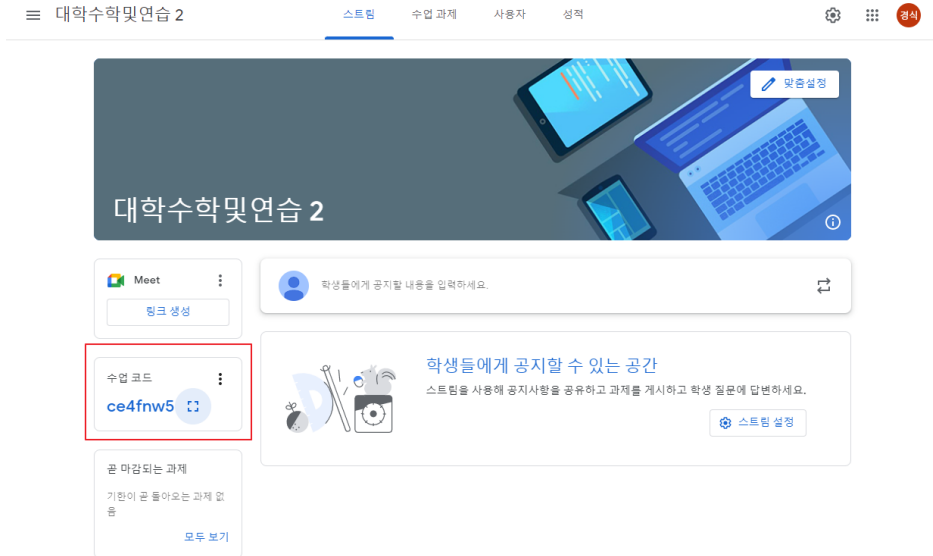 대학수학및연습 2
스트림 수업 과제 사용자 성적
경식
맞춤설정
대학수학및연습 2
Meet
링크 생성
학생들에게 공지할 내용을 입력하세요.
수업 코드
ce4fnw5
학생들에게 공지할 수 있는 공간
스트림을 사용해 공지사항을 공유하고 과제를 게시하고 학생 질문에 답변하세요.
스트림 설정
곧 마감되는 과제
기한이 곧 돌아오는 과제 없
음
모두 보기